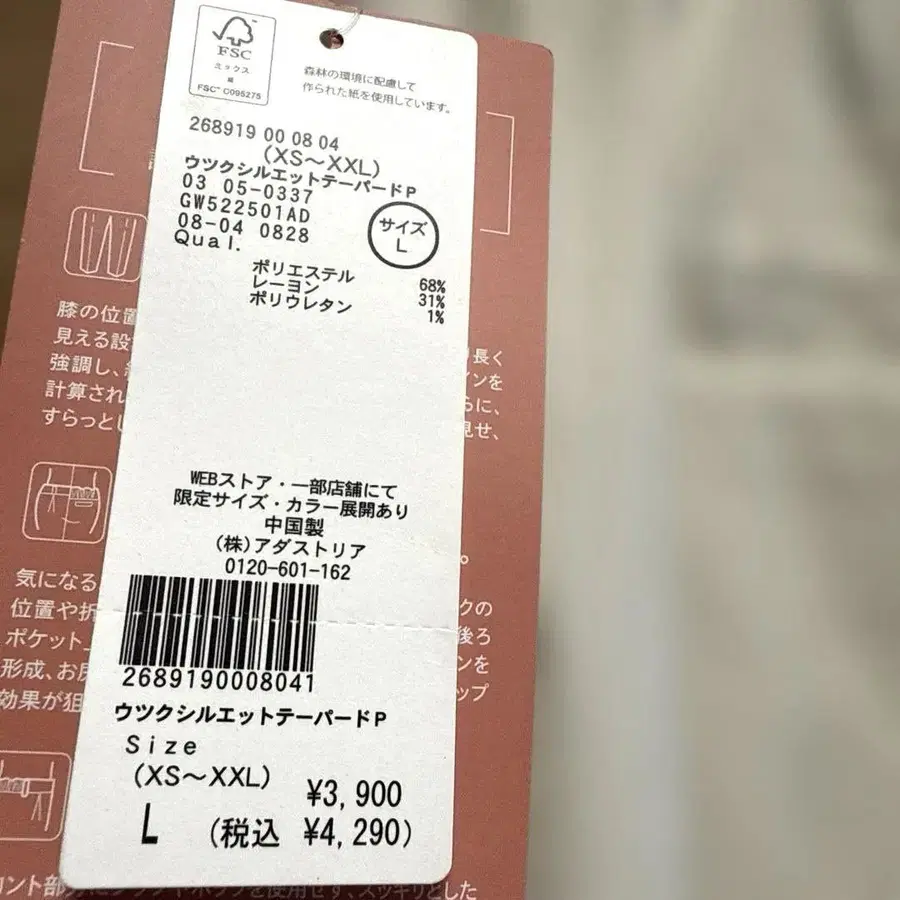 FSC
ミックス
紙
FSC™ C095275
森林の環境に配慮して
作られた紙を使用しています。
268919 00 08 04
(XS～XXL)
ウツクシルエットテーパードP
03 05-0337
GW522501AD
08-04 0828
Qual.
サイズ
L
ポリエステル 68%
レーヨン 31%
ポリウレタン 1%
膝の位置
見える設
強調し、
計算され
すらっとし
り長く
インを
らに、
見せ、
WEBストア・一部店舗にて
限定サイズ・カラー展開あり
中国製
(株)アダストリア
0120-601-162
2689190008041
気になる
位置や折
ポケット
形成、お尻
効果が狙
クの
後ろ
ンを
ップ
ウツクシルエットテーパードP
Size
(XS～XXL)
L
¥3,900
(税込 ¥4,290)